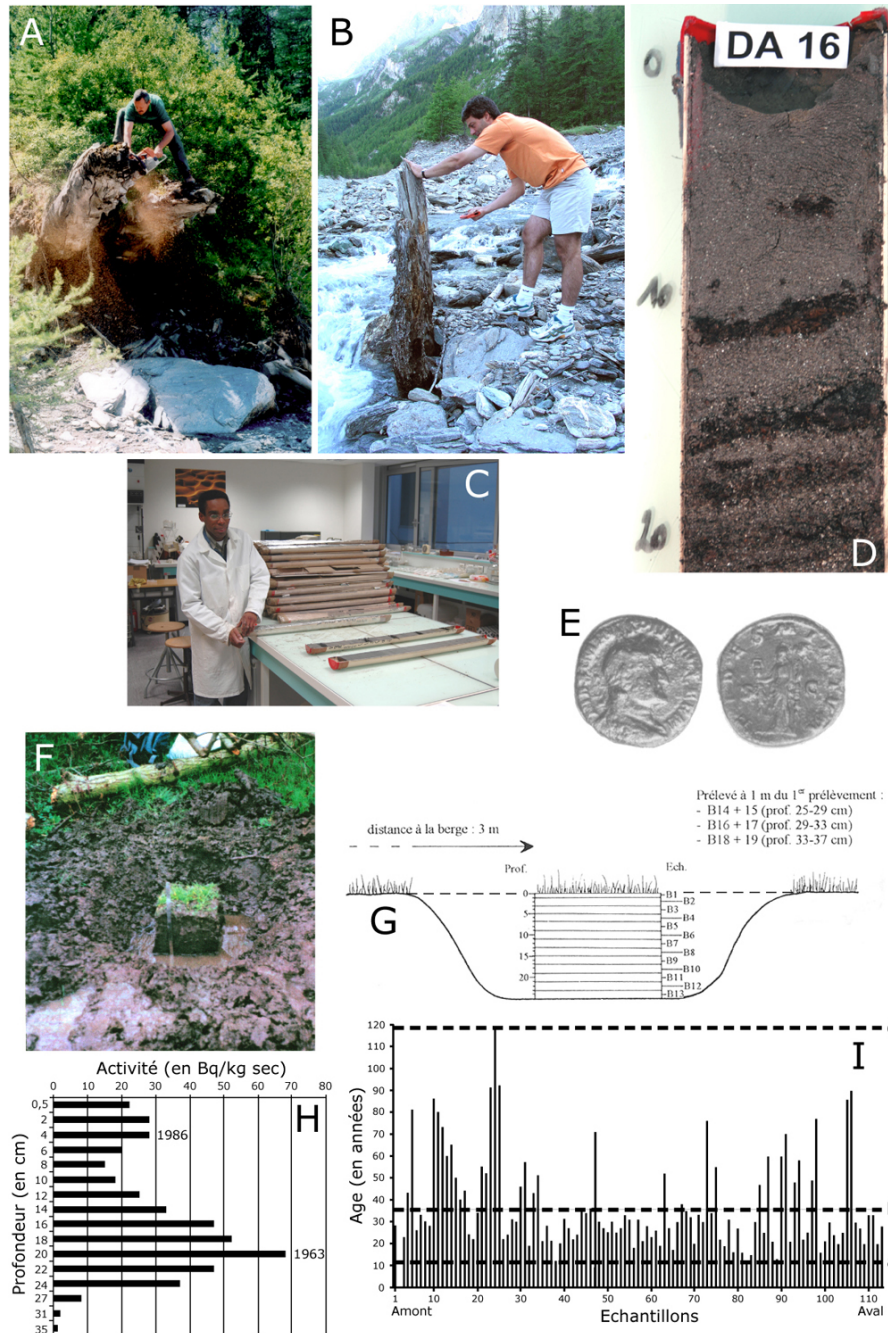 A
B
DA 16
0
10
20
D
C
E
F
Prélevé à 1 m du 1er prélèvement :
- B14 + 15 (prof. 25-29 cm)
- B16 + 17 (prof. 29-33 cm)
- B18 + 19 (prof. 33-37 cm)
distance à la berge : 3 m
Prof.
Ech.
G
0
5
10
15
20
B1
B2
B3
B4
B5
B6
B7
B8
B9
B10
B11
B12
B13
Activité (en Bq/kg sec)
0 10 20 30 40 50 60 70 80
H
Profondeur (en cm)
0,5
2
4
1986
6
8
10
12
14
16
18
20
1963
22
24
27
31
35
I
Age (en années)
120
110
100
90
80
70
60
50
40
30
20
10
0
1 10 20 30 40 50 60 70 80 90 100 110
Amont
Echantillons
Aval